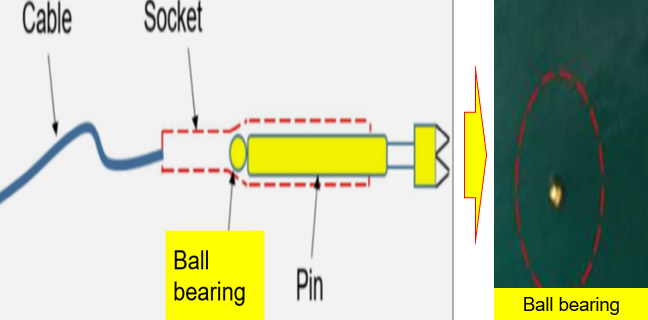 Cable
Socket
Ball
bearing
Pin
Ball bearing